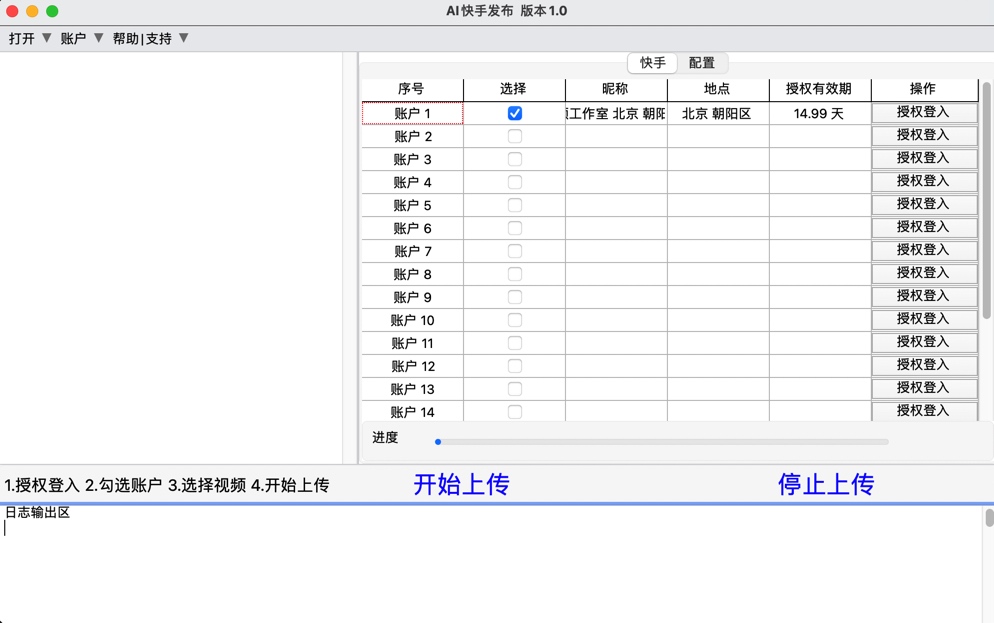 AI快手发布 版本1.0
打开 账户 帮助|支持
快手 配置
序号 选择 昵称 地点 授权有效期 操作
账户 1 工作室 北京 朝阳 北京 朝阳区 14.99 天 授权登入
账户 2 授权登入
账户 3 授权登入
账户 4 授权登入
账户 5 授权登入
账户 6 授权登入
账户 7 授权登入
账户 8 授权登入
账户 9 授权登入
账户 10 授权登入
账户 11 授权登入
账户 12 授权登入
账户 13 授权登入
账户 14 授权登入
进度
1.授权登入 2.勾选账户 3.选择视频 4.开始上传 开始上传 停止上传
日志输出区